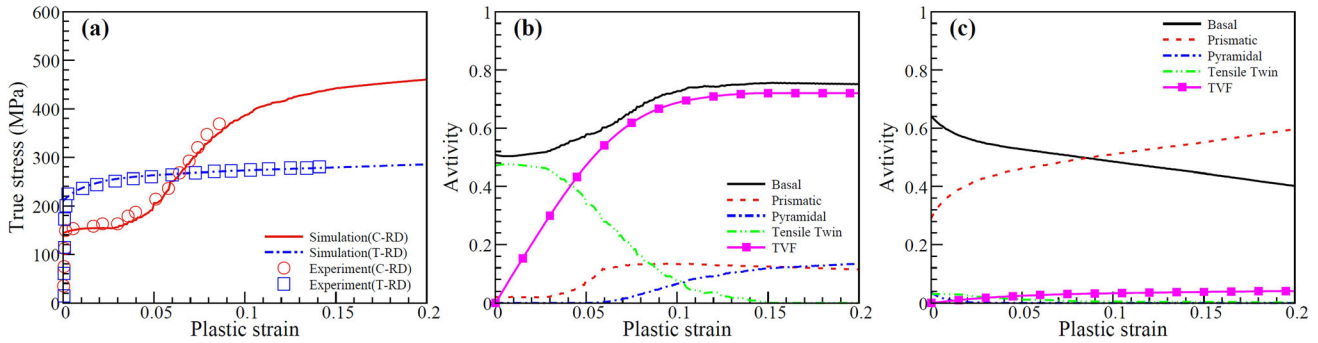 (a)
True stress (MPa)
600
500
400
300
200
100
0
0
0.05
0.1
0.15
0.2
Plastic strain
Simulation(C-RD)
Simulation(T-RD)
Experiment(C-RD)
Experiment(T-RD)
(b)
Avtivity
1
0.8
0.6
0.4
0.2
0
0
0.05
0.1
0.15
0.2
Plastic strain
Basal
Prismatic
Pyramidal
Tensile Twin
TVF
(c)
Avtivity
1
0.8
0.6
0.4
0.2
0
0
0.05
0.1
0.15
0.2
Plastic strain
Basal
Prismatic
Pyramidal
Tensile Twin
TVF